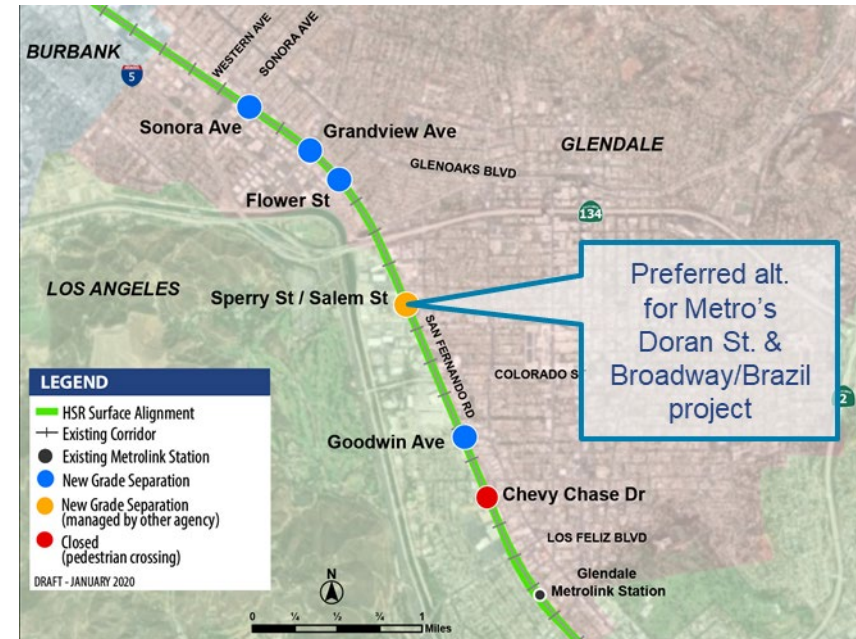 BURBANK
5
WESTERN AVE
SONORA AVE
Sonora Ave
Grandview Ave
GLENOAKS BLVD
GLENDALE
Flower St
134
LOS ANGELES
Sperry St / Salem St
Preferred alt.
for Metro's
Doran St. &
Broadway/Brazil
project
SAN FERNANDO RD
COLORADO S
2
LEGEND
HSR Surface Alignment
Existing Corridor
Existing Metrolink Station
New Grade Separation
New Grade Separation
(managed by other agency)
Closed
(pedestrian crossing)
DRAFT - JANUARY 2020
Goodwin Ave
Chevy Chase Dr
LOS FELIZ BLVD
Glendale
Metrolink Station
N
0 ¼ ½ ¾ 1
Miles